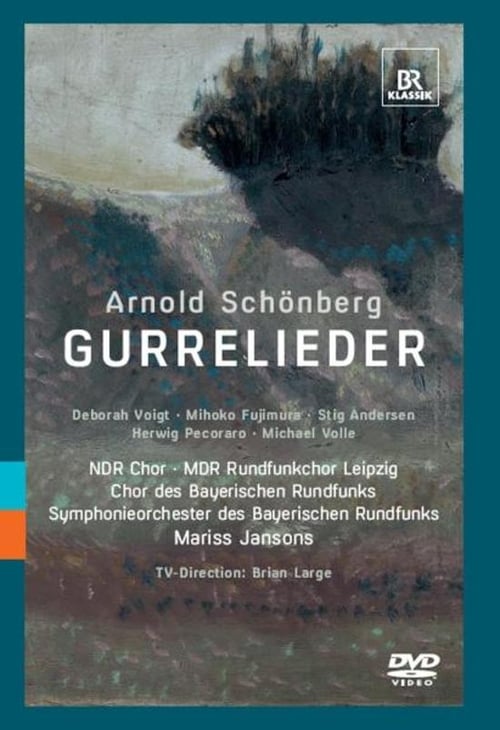 BR
KLASSIK
Arnold Schönberg
GURRELIEDER
Deborah Voigt · Mihoko Fujimura · Stig Andersen
Herwig Pecoraro · Michael Volle
NDR Chor · MDR Rundfunkchor Leipzig
Chor des Bayerischen Rundfunks
Symphonieorchester des Bayerischen Rundfunks
Mariss Jansons
TV-Direction: Brian Large
DVD
VIDEO